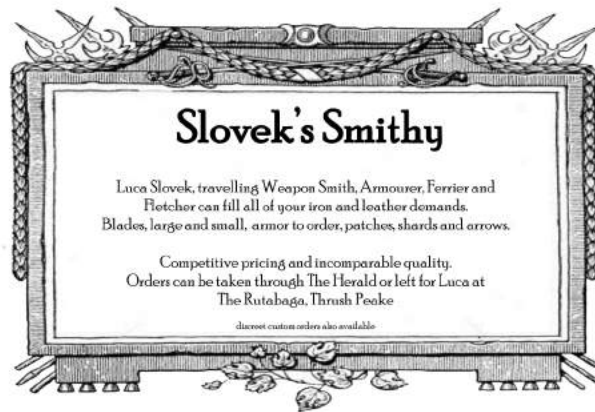 Slovek's Smithy
Luca Slovek, travelling Weapon Smith, Armourer, Ferrier and
Fletcher can fill all of your iron and leather demands.
Blades, large and small, armor to order, patches, shards and arrows.
Competitive pricing and incomparable quality.
Orders can be taken through The Herald or left for Luca at
The Rutabaga, Thrush Peake
discreet custom orders also available